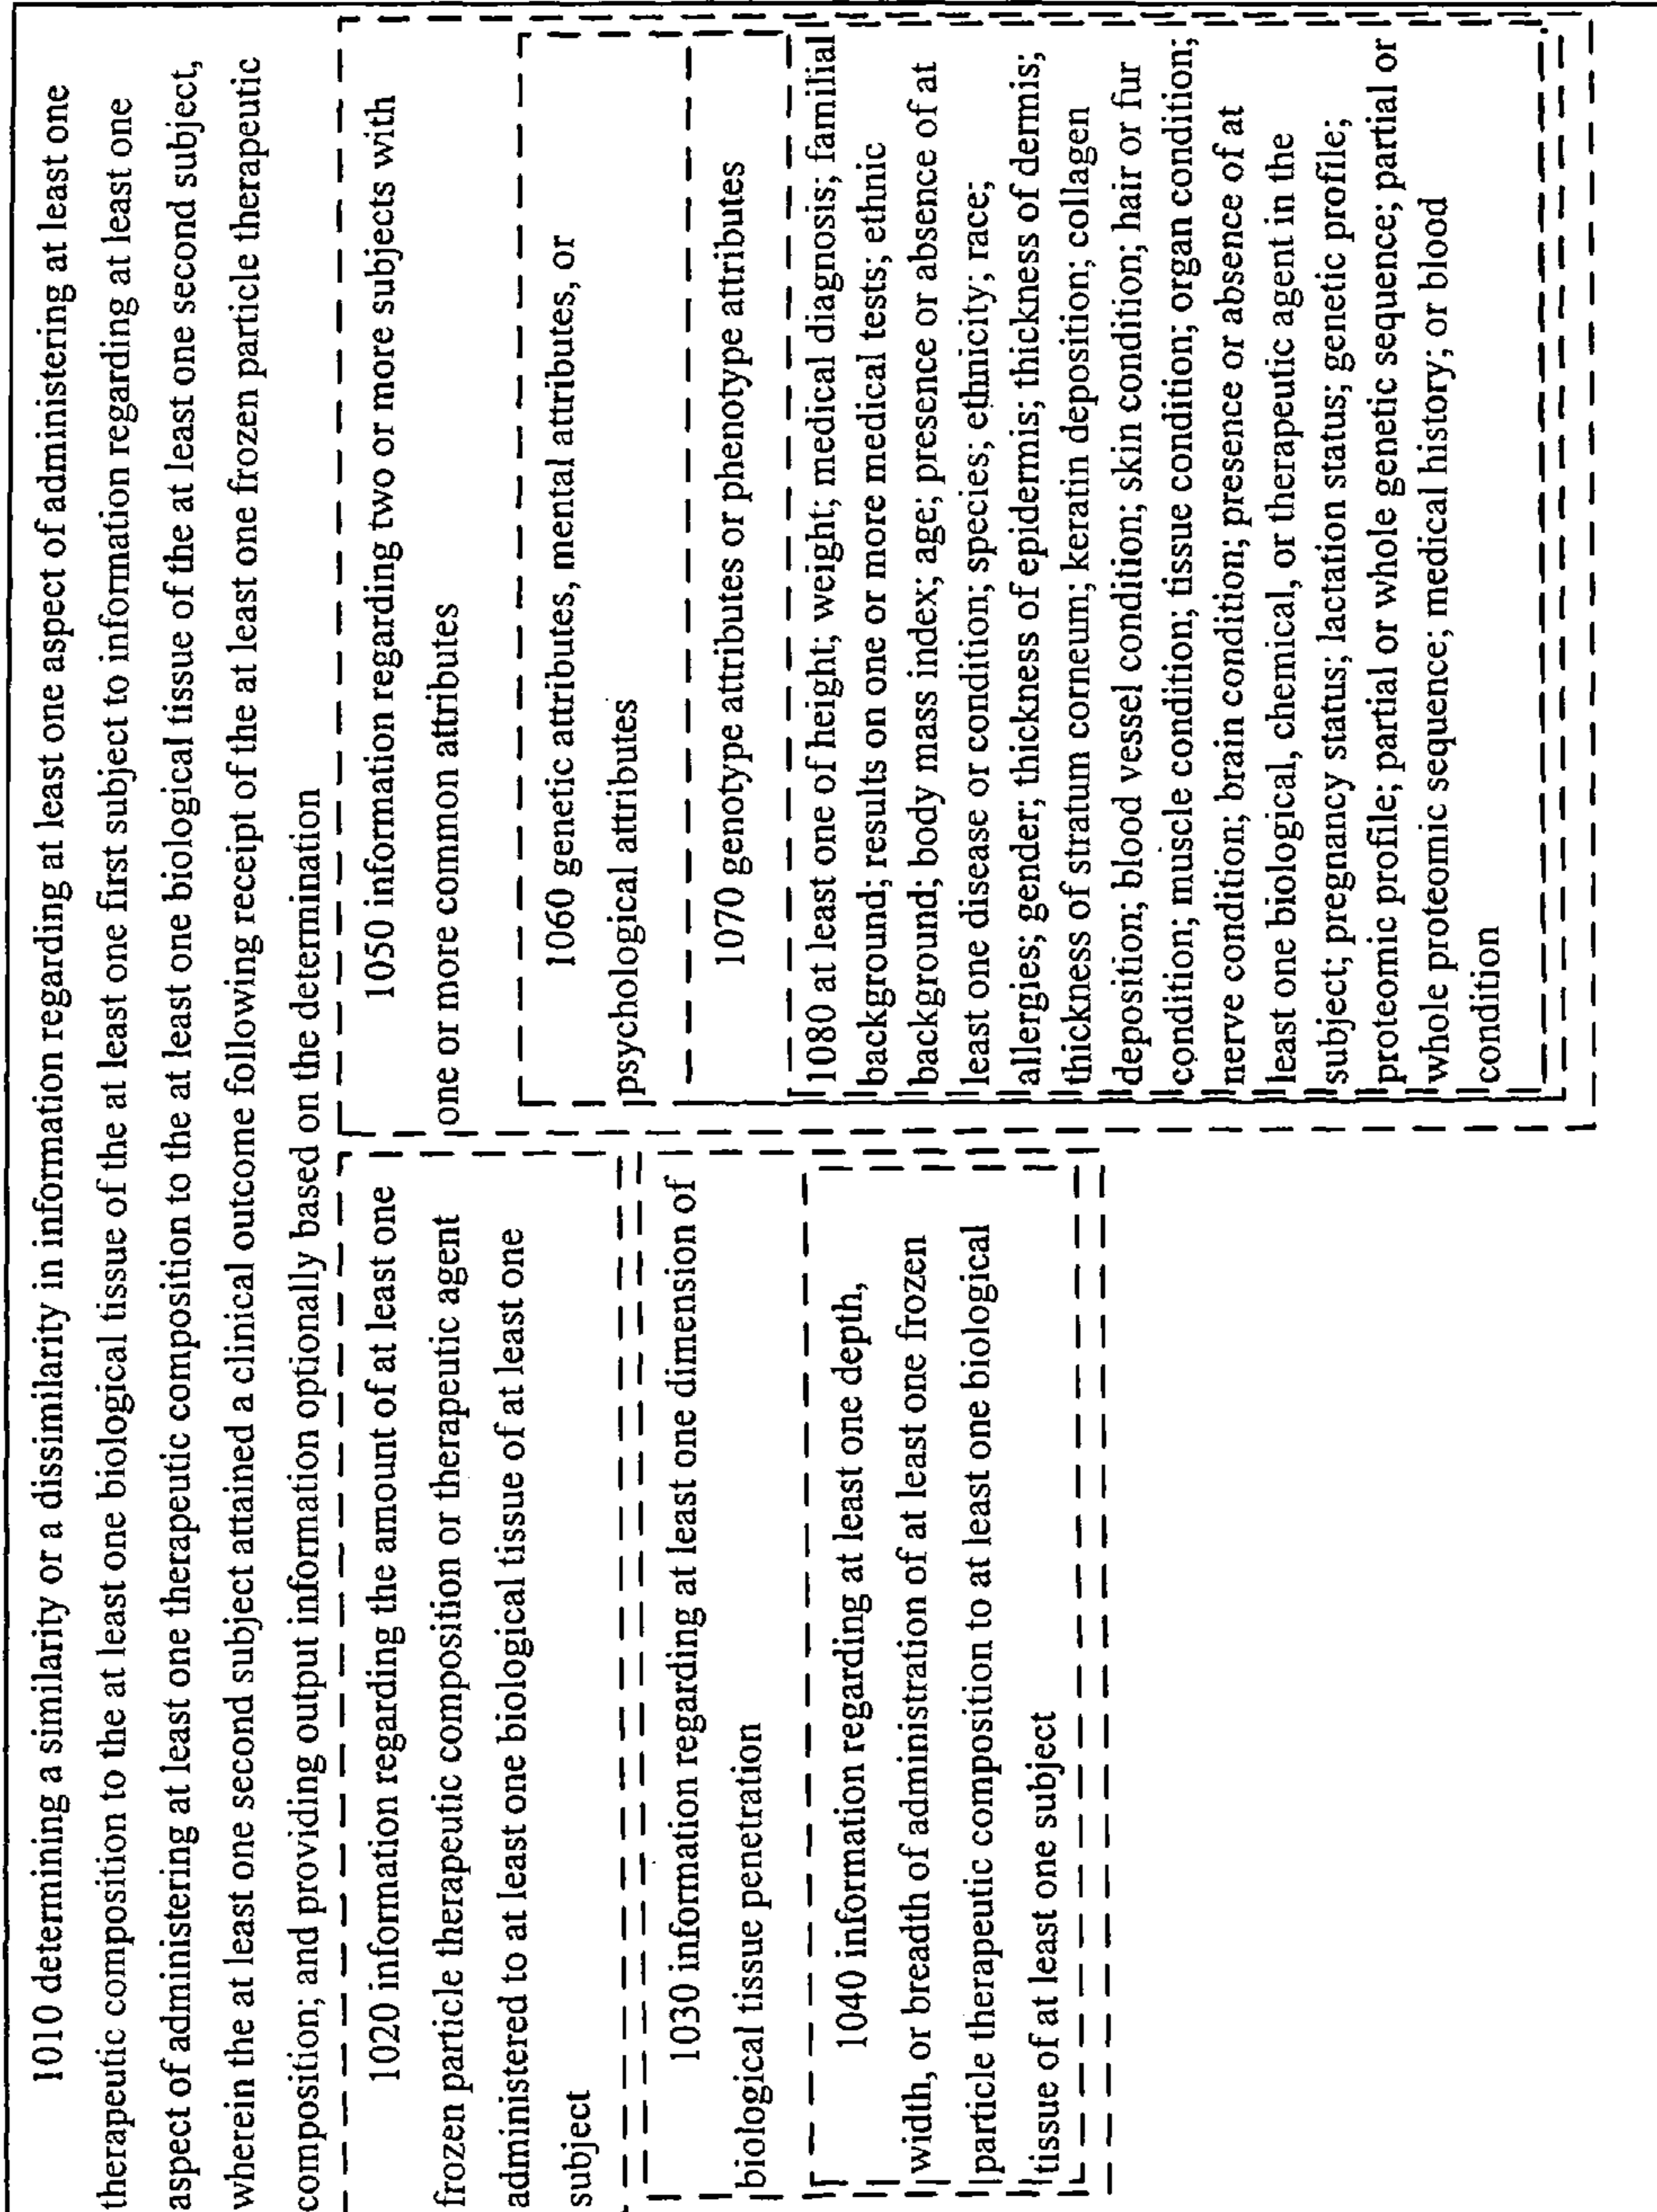 1010 determining a similarity or a dissimilarity in information regarding at least one aspect of administering at least one
therapeutic composition to the at least one biological tissue of the at least one first subject to information regarding at least one
aspect of administering at least one therapeutic composition to the at least one biological tissue of the at least one second subject,
wherein the at least one second subject attained a clinical outcome following receipt of the at least one frozen particle therapeutic
composition; and providing output information optionally based on the determination
1020 information regarding the amount of at least one
frozen particle therapeutic composition or therapeutic agent
administered to at least one biological tissue of at least one
subject
1030 information regarding at least one dimension of
biological tissue penetration
1040 information regarding at least one depth,
width, or breadth of administration of at least one frozen
particle therapeutic composition to at least one biological
tissue of at least one subject
1050 information regarding two or more subjects with
one or more common attributes
1060 genetic attributes, mental attributes, or
psychological attributes
1070 genotype attributes or phenotype attributes
1080 at least one of height; weight; medical diagnosis; familial
background; results on one or more medical tests; ethnic
background; body mass index; age; presence or absence of at
least one disease or condition; species; ethnicity; race;
allergies; gender; thickness of epidermis; thickness of dermis;
thickness of stratum corneum; keratin deposition; collagen
deposition; blood vessel condition; skin condition; hair or fur
condition; muscle condition; tissue condition; organ condition;
nerve condition; brain condition; presence or absence of at
least one biological, chemical, or therapeutic agent in the
subject; pregnancy status; lactation status; genetic profile;
proteomic profile; partial or whole genetic sequence; partial or
whole proteomic sequence; medical history; or blood
condition